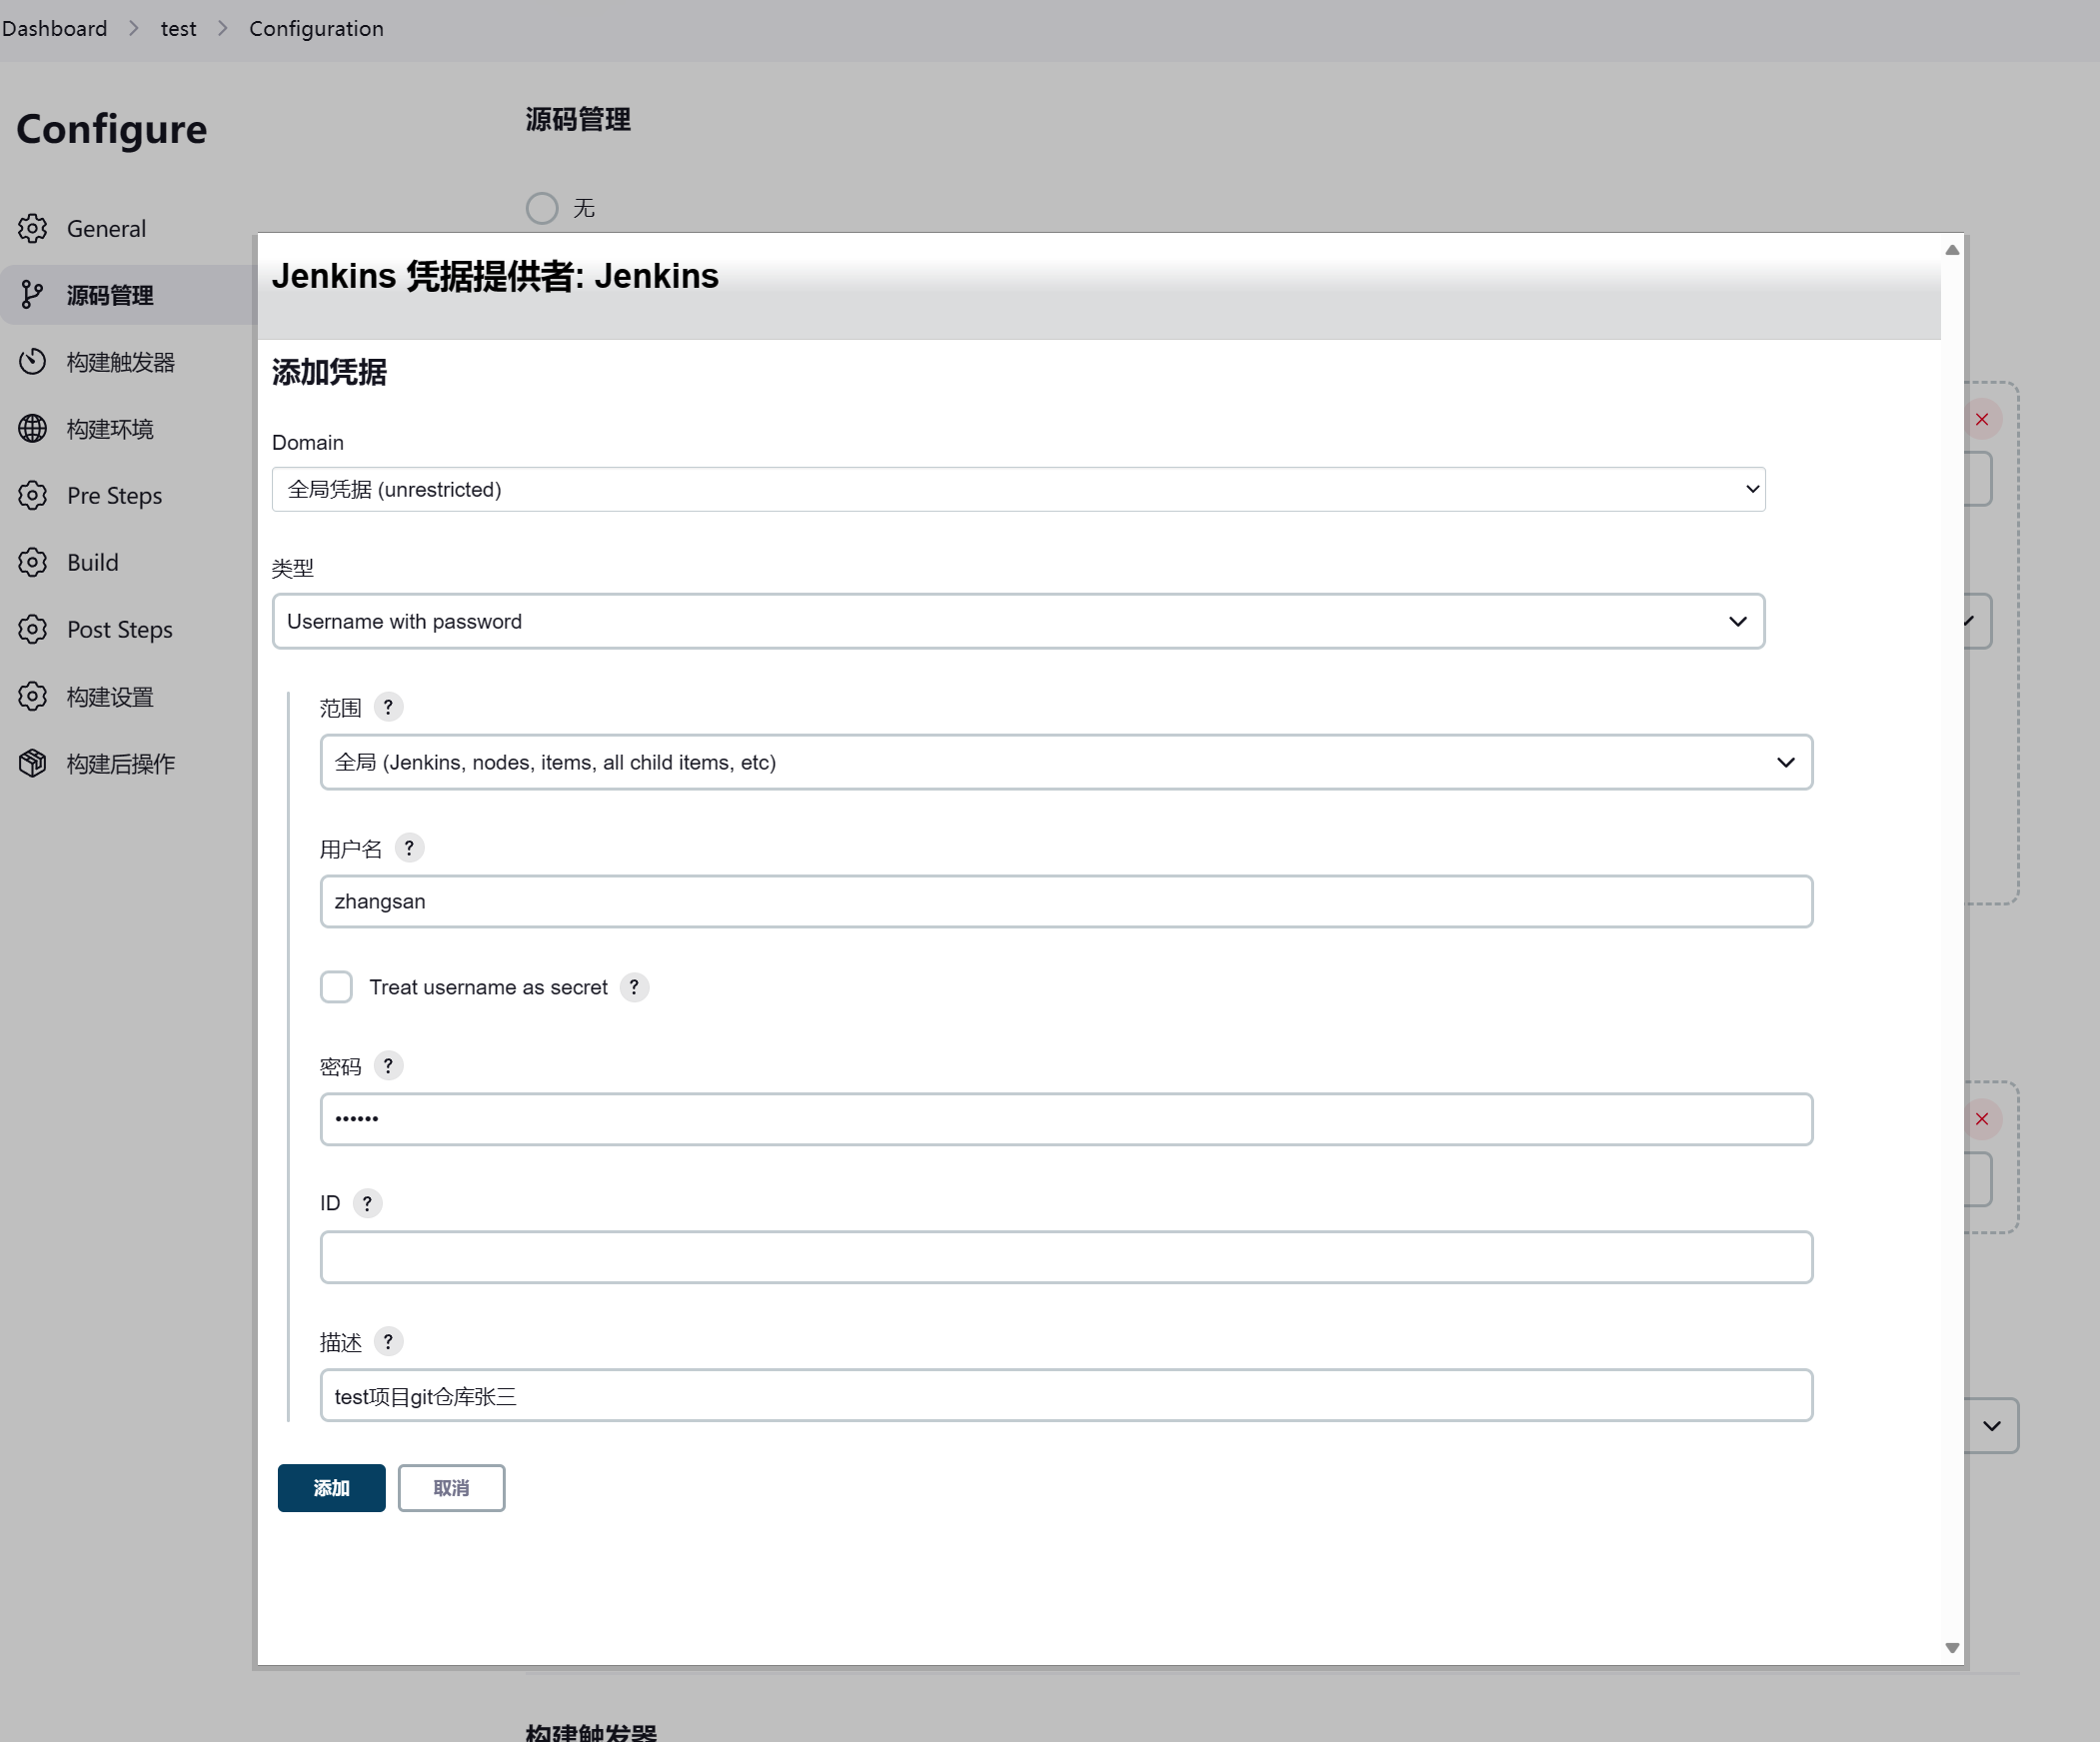 Dashboard > test > Configuration
Configure
General
源码管理
构建触发器
构建环境
Pre Steps
Build
Post Steps
构建设置
构建后操作
源码管理
无
Jenkins 凭据提供者: Jenkins
添加凭据
Domain
全局凭据 (unrestricted)
类型
Username with password
范围 ?
全局 (Jenkins, nodes, items, all child items, etc)
用户名 ?
zhangsan
Treat username as secret ?
密码 ?
••••••
ID ?
描述 ?
test项目git仓库张三
添加 取消
构建触发器